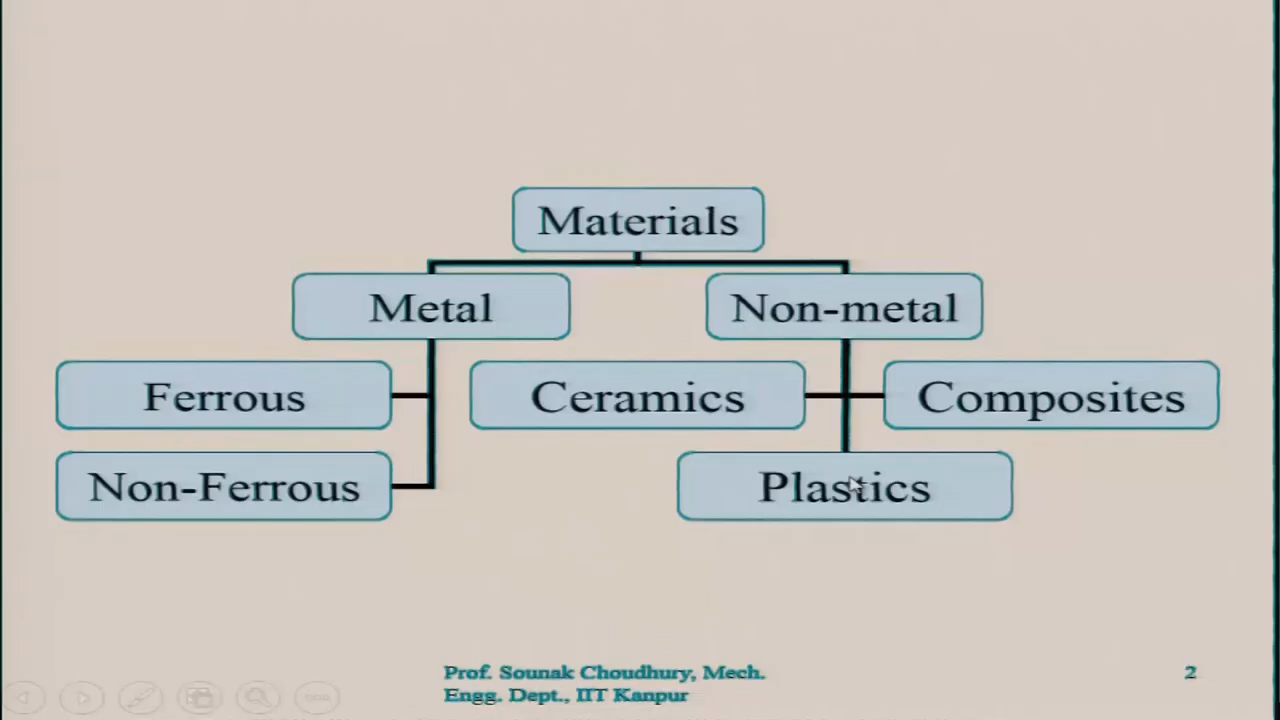 Materials
Metal
Non-metal
Ferrous
Ceramics
Composites
Non-Ferrous
Plastics
Prof. Sounak Choudhury, Mech.
Engg. Dept., IIT Kanpur
2